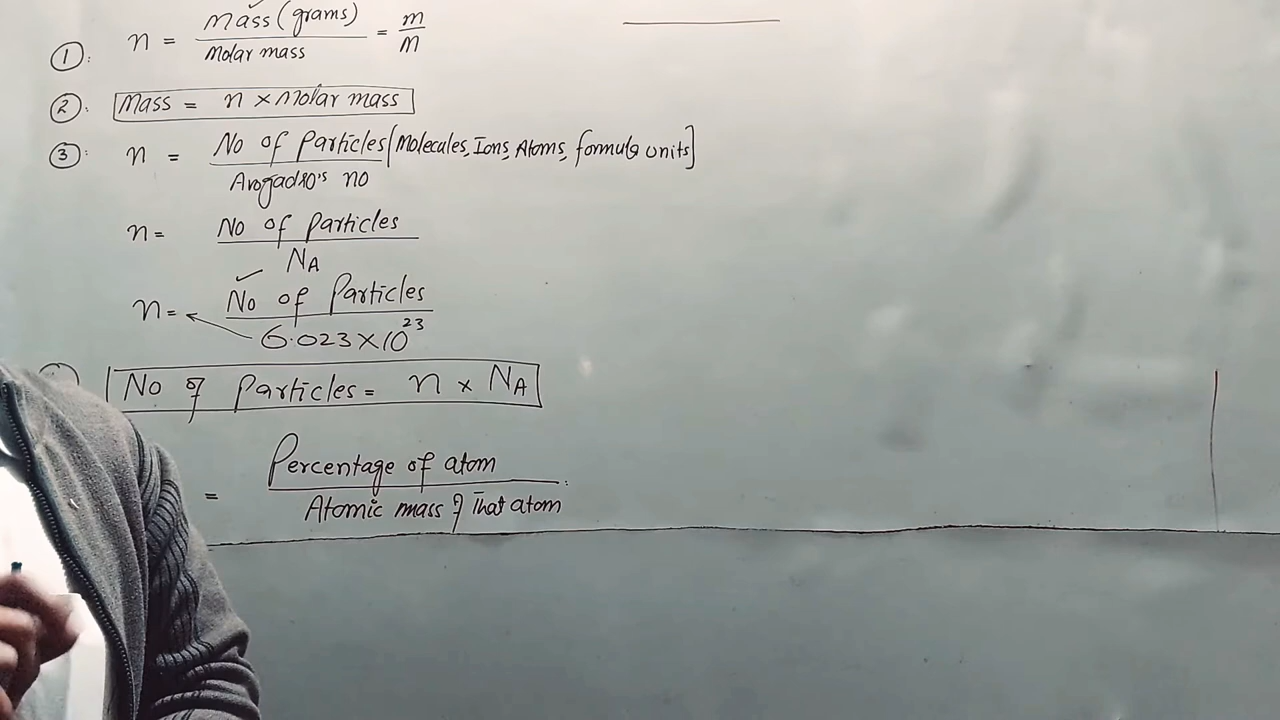 ①: n = Mass (grams) / Molar mass = m / M
②: Mass = n × Molar mass
③: n = No of Particles [Molecules, Ions, Atoms, formula units] / Avogadro's no
n = No of Particles / NA
n = No of Particles / 6.023 × 10^23
No of Particles = n × NA
= Percentage of atom / Atomic mass of That atom